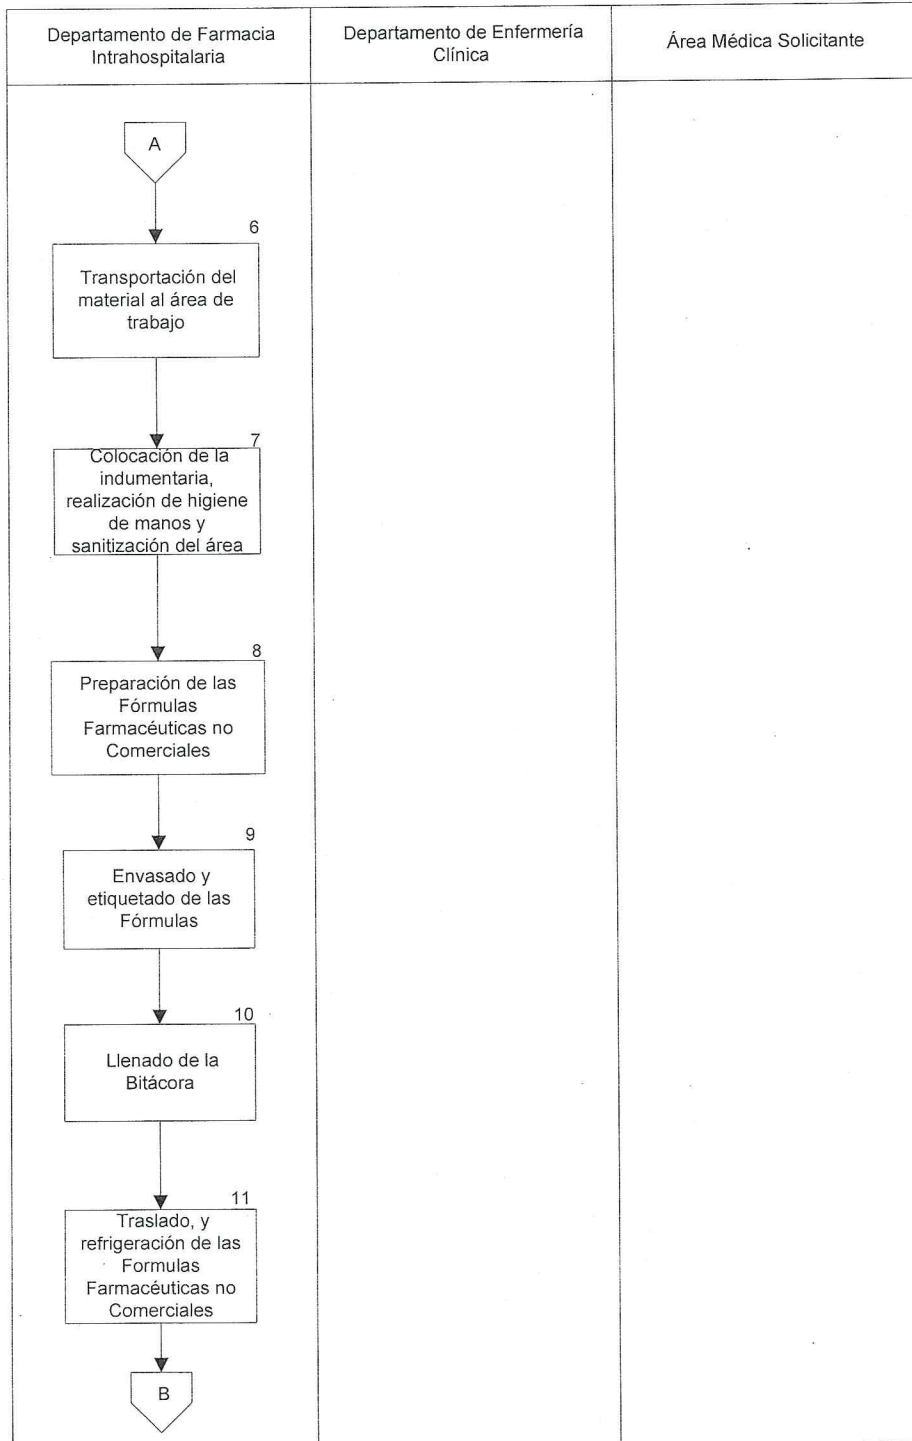 Departamento de Farmacia
Intrahospitalaria
Departamento de Enfermería
Clínica
Área Médica Solicitante
A
6
Transportación del
material al área de
trabajo
7
Colocación de la
indumentaria,
realización de higiene
de manos y
sanitización del área
8
Preparación de las
Fórmulas
Farmacéuticas no
Comerciales
9
Envasado y
etiquetado de las
Fórmulas
10
Llenado de la
Bitácora
11
Traslado, y
refrigeración de las
Formulas
Farmacéuticas no
Comerciales
B